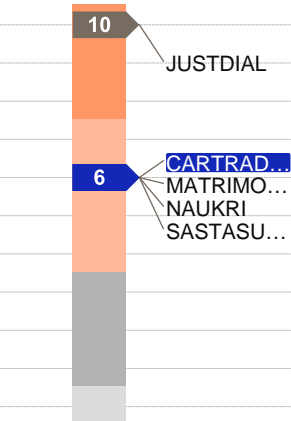 10
JUSTDIAL
CARTRAD…
6
MATRIMO…
NAUKRI
SASTASU…